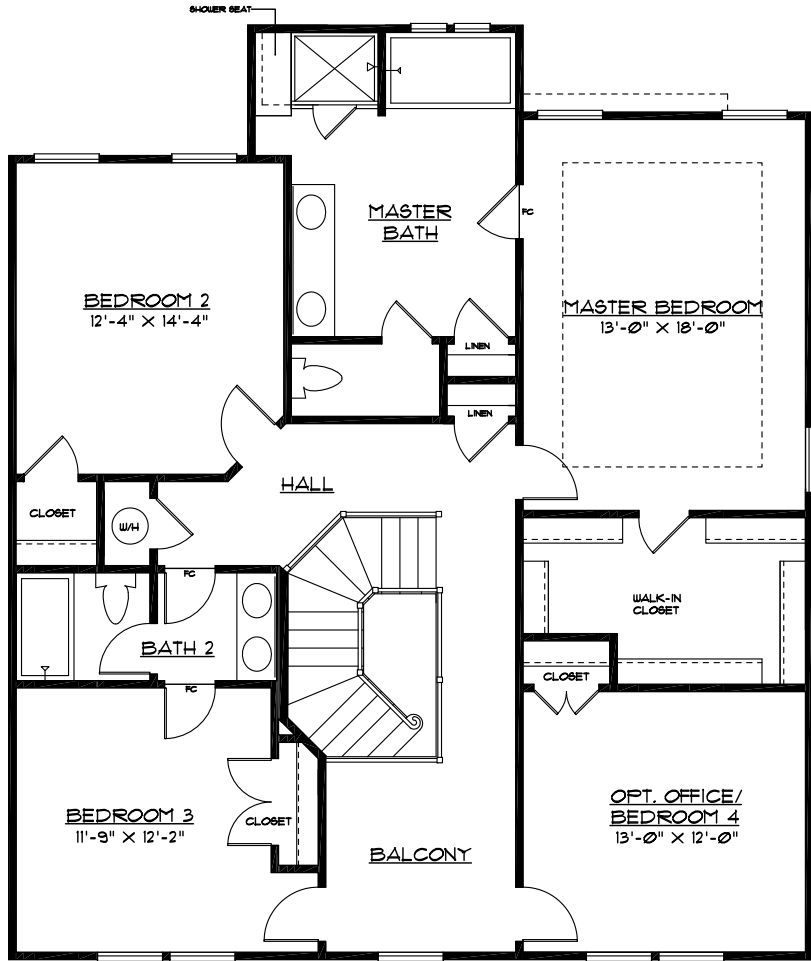 SHOWER SEAT
MASTER
BATH
FC
BEDROOM 2
12'-4" X 14'-4"
MASTER BEDROOM
13'-0" X 18'-0"
LINEN
LINEN
HALL
CLOSET
W/H
FC
WALK-IN
CLOSET
BATH 2
CLOSET
FC
OPT. OFFICE/
BEDROOM 4
13'-0" X 12'-0"
BEDROOM 3
11'-9" X 12'-2"
CLOSET
BALCONY